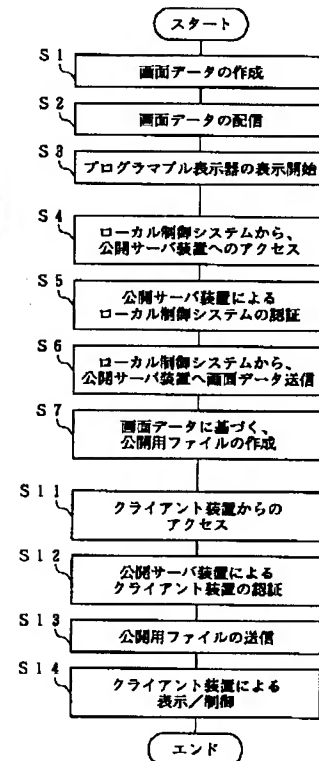 スタート
S1
画面データの作成
S2
画面データの配信
S3
プログラマブル表示器の表示開始
S4
ローカル制御システムから、
公開サーバ装置へのアクセス
S5
公開サーバ装置による
ローカル制御システムの認証
S6
ローカル制御システムから、
公開サーバ装置へ画面データ送信
S7
画面データに基づく、
公開用ファイルの作成
S11
クライアント装置からの
アクセス
S12
公開サーバ装置による
クライアント装置の認証
S13
公開用ファイルの送信
S14
クライアント装置による
表示/制御
エンド